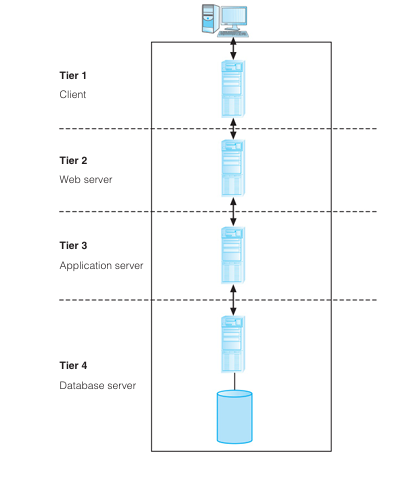 Tier 1
Client
Tier 2
Web server
Tier 3
Application server
Tier 4
Database server